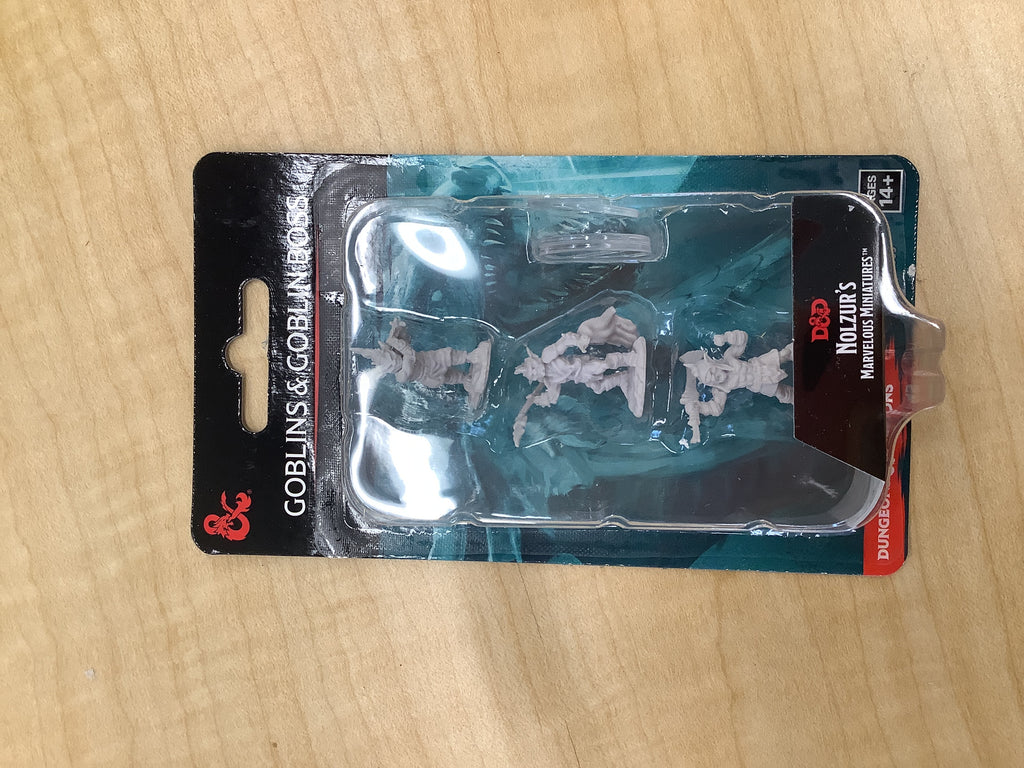 GOBLINS & GOBLIN BOSS
D&D
NOLZUR'S
MARVELOUS MINIATURES™
AGES
14+